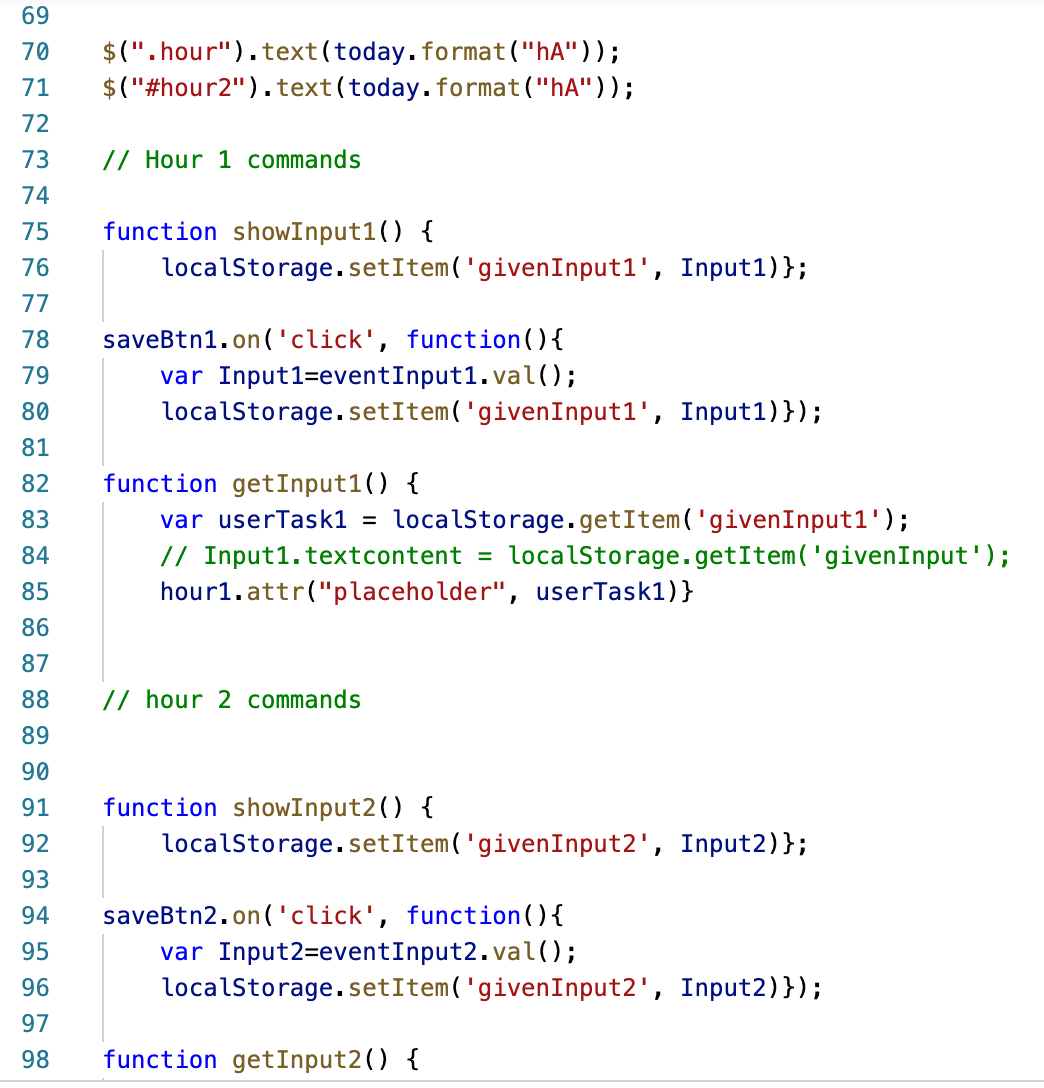 69
70 $(".hour").text(today.format("hA"));
71 $("#hour2").text(today.format("hA"));
72
73 // Hour 1 commands
74
75 function showInput1() {
76 localStorage.setItem('givenInput1', Input1)};
77
78 saveBtn1.on('click', function(){
79 var Input1=eventInput1.val();
80 localStorage.setItem('givenInput1', Input1)});
81
82 function getInput1() {
83 var userTask1 = localStorage.getItem('givenInput1');
84 // Input1.textcontent = localStorage.getItem('givenInput');
85 hour1.attr("placeholder", userTask1)}
86
87
88 // hour 2 commands
89
90
91 function showInput2() {
92 localStorage.setItem('givenInput2', Input2)};
93
94 saveBtn2.on('click', function(){
95 var Input2=eventInput2.val();
96 localStorage.setItem('givenInput2', Input2)});
97
98 function getInput2() {